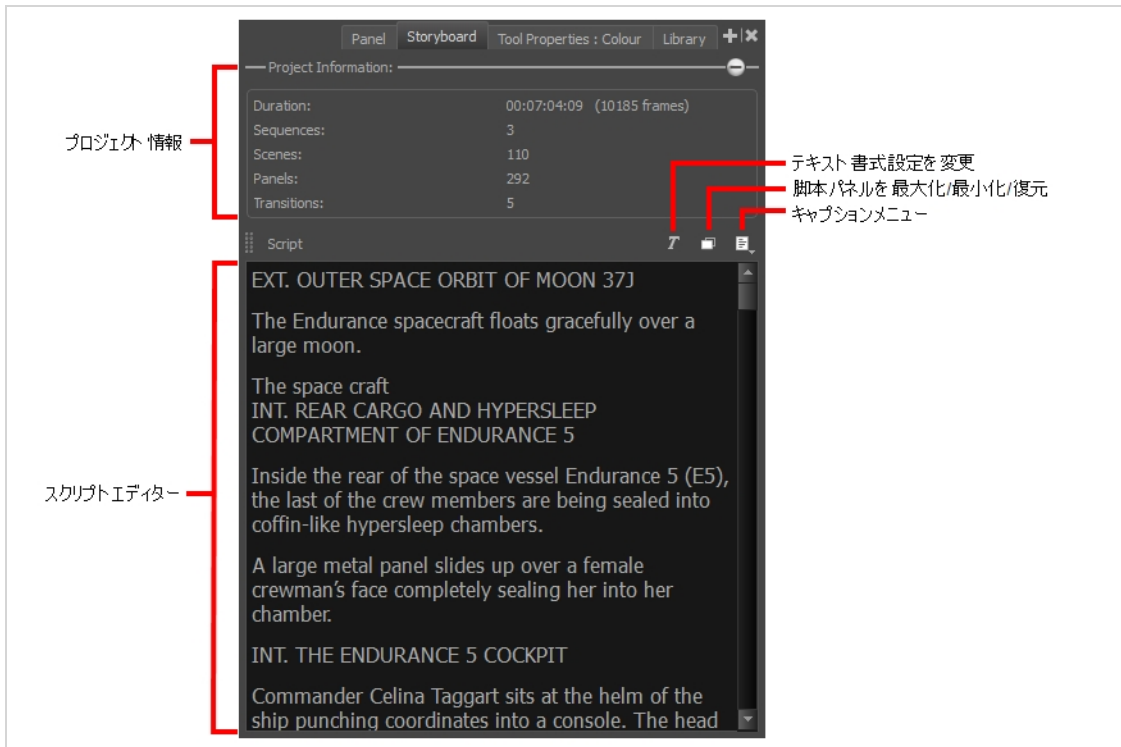 Panel Storyboard Tool Properties : Colour Library
Project Information:
Duration: 00:07:04:09 (10185 frames)
Sequences: 3
Scenes: 110
Panels: 292
Transitions: 5
プロジェクト 情報
テキスト 書式設定を変更
脚本パネルを最大化/最小化/復元
キャプションメニュー
Script
EXT. OUTER SPACE ORBIT OF MOON 37J
The Endurance spacecraft floats gracefully over a
large moon.
The space craft
INT. REAR CARGO AND HYPERSLEEP
COMPARTMENT OF ENDURANCE 5
Inside the rear of the space vessel Endurance 5 (E5),
the last of the crew members are being sealed into
coffin-like hypersleep chambers.
A large metal panel slides up over a female
crewman's face completely sealing her into her
chamber.
INT. THE ENDURANCE 5 COCKPIT
Commander Celina Taggart sits at the helm of the
ship punching coordinates into a console. The head
スクリプトエディター